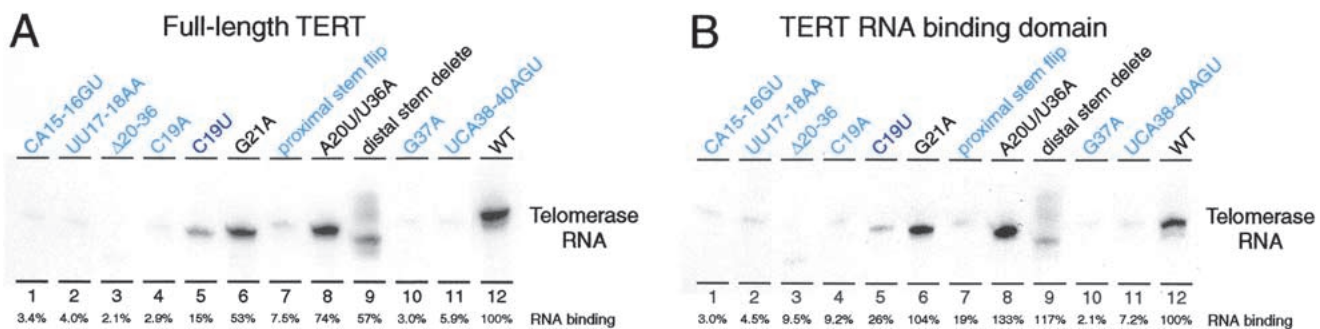 A
Full-length TERT
CA15-16GU
UU17-18AA
Δ20-36
C19A
C19U
G21A
proximal stem flip
A20U/U36A
distal stem delete
G37A
UCA38-40AGU
WT
Telomerase
RNA
1 2 3 4 5 6 7 8 9 10 11 12
3.4% 4.0% 2.1% 2.9% 15% 53% 7.5% 74% 57% 3.0% 5.9% 100% RNA binding
B
TERT RNA binding domain
CA15-16GU
UU17-18AA
Δ20-36
C19A
C19U
G21A
proximal stem flip
A20U/U36A
distal stem delete
G37A
UCA38-40AGU
WT
Telomerase
RNA
1 2 3 4 5 6 7 8 9 10 11 12
3.0% 4.5% 9.5% 9.2% 26% 104% 19% 133% 117% 2.1% 7.2% 100% RNA binding